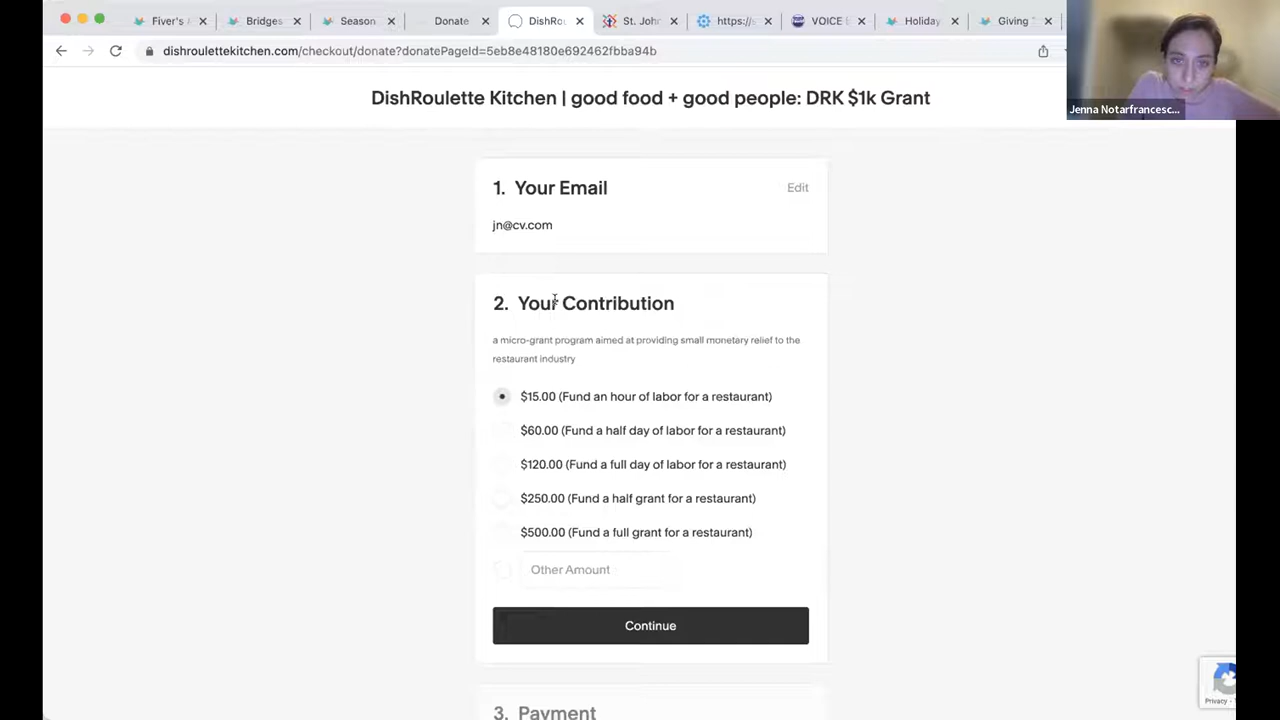 Fiver's
Bridges
Season
Donate
DishRou
St. John
https://s
VOICE
Holiday
Giving T
dishroulettekitchen.com/checkout/donate?donatePageId=5eb8e48180e692462fbba94b
Jenna Notarfrancesc...
DishRoulette Kitchen | good food + good people: DRK $1k Grant
1. Your Email
Edit
jn@cv.com
2. Your Contribution
a micro-grant program aimed at providing small monetary relief to the
restaurant industry
$15.00 (Fund an hour of labor for a restaurant)
$60.00 (Fund a half day of labor for a restaurant)
$120.00 (Fund a full day of labor for a restaurant)
$250.00 (Fund a half grant for a restaurant)
$500.00 (Fund a full grant for a restaurant)
Other Amount
Continue
3. Payment
Privacy -